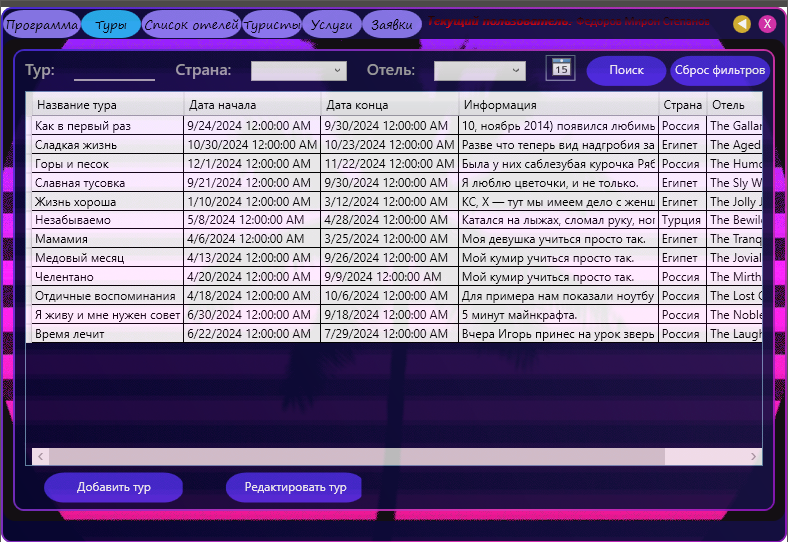 Программа Туры Список отелей Туристы Услуги Заявки Текущий пользователь: Федоров Мирон X
Тур: Страна: Отель: 15 Поиск Сброс фильтров
Название тура Дата начала Дата конца Информация Страна Отель
Как в первый раз 9/24/2024 12:00:00 AM 9/30/2024 12:00:00 AM 10, ноябрь 2014) появился любимы Россия The Gallan
Сладкая жизнь 10/30/2024 12:00:00 AM 10/23/2024 12:00:00 AM Разве что теперь вид надгробия за Египет The Aged
Горы и песок 12/1/2024 12:00:00 AM 11/22/2024 12:00:00 AM Была у них саблезубая курочка Ряб Россия The Humo
Славная тусовка 9/21/2024 12:00:00 AM 9/30/2024 12:00:00 AM Я люблю цветочки, и не только. Египет The Sly W
Жизнь хороша 1/10/2024 12:00:00 AM 3/12/2024 12:00:00 AM КС, Х — тут мы имеем дело с женщ Египет The Jolly J
Незабываемо 5/8/2024 12:00:00 AM 4/28/2024 12:00:00 AM Катался на лыжах, сломал руку, ног Турция The Bewil
Мамамия 4/6/2024 12:00:00 AM 3/25/2024 12:00:00 AM Моя девушка учиться просто так. Египет The Tranq
Медовый месяц 4/13/2024 12:00:00 AM 9/26/2024 12:00:00 AM Мой кумир учиться просто так. Египет The Jovial
Челентано 4/20/2024 12:00:00 AM 9/9/2024 12:00:00 AM Мой кумир учиться просто так. Россия The Mirth
Отдичные воспоминания 4/18/2024 12:00:00 AM 10/6/2024 12:00:00 AM Для примера нам показали ноутбу Россия The Lost C
Я живу и мне нужен совет 6/30/2024 12:00:00 AM 9/18/2024 12:00:00 AM 5 минут майнкрафта. Россия The Noble
Время лечит 6/22/2024 12:00:00 AM 7/29/2024 12:00:00 AM Вчера Игорь принес на урок зверь Россия The Laugh
Добавить тур Редактировать тур